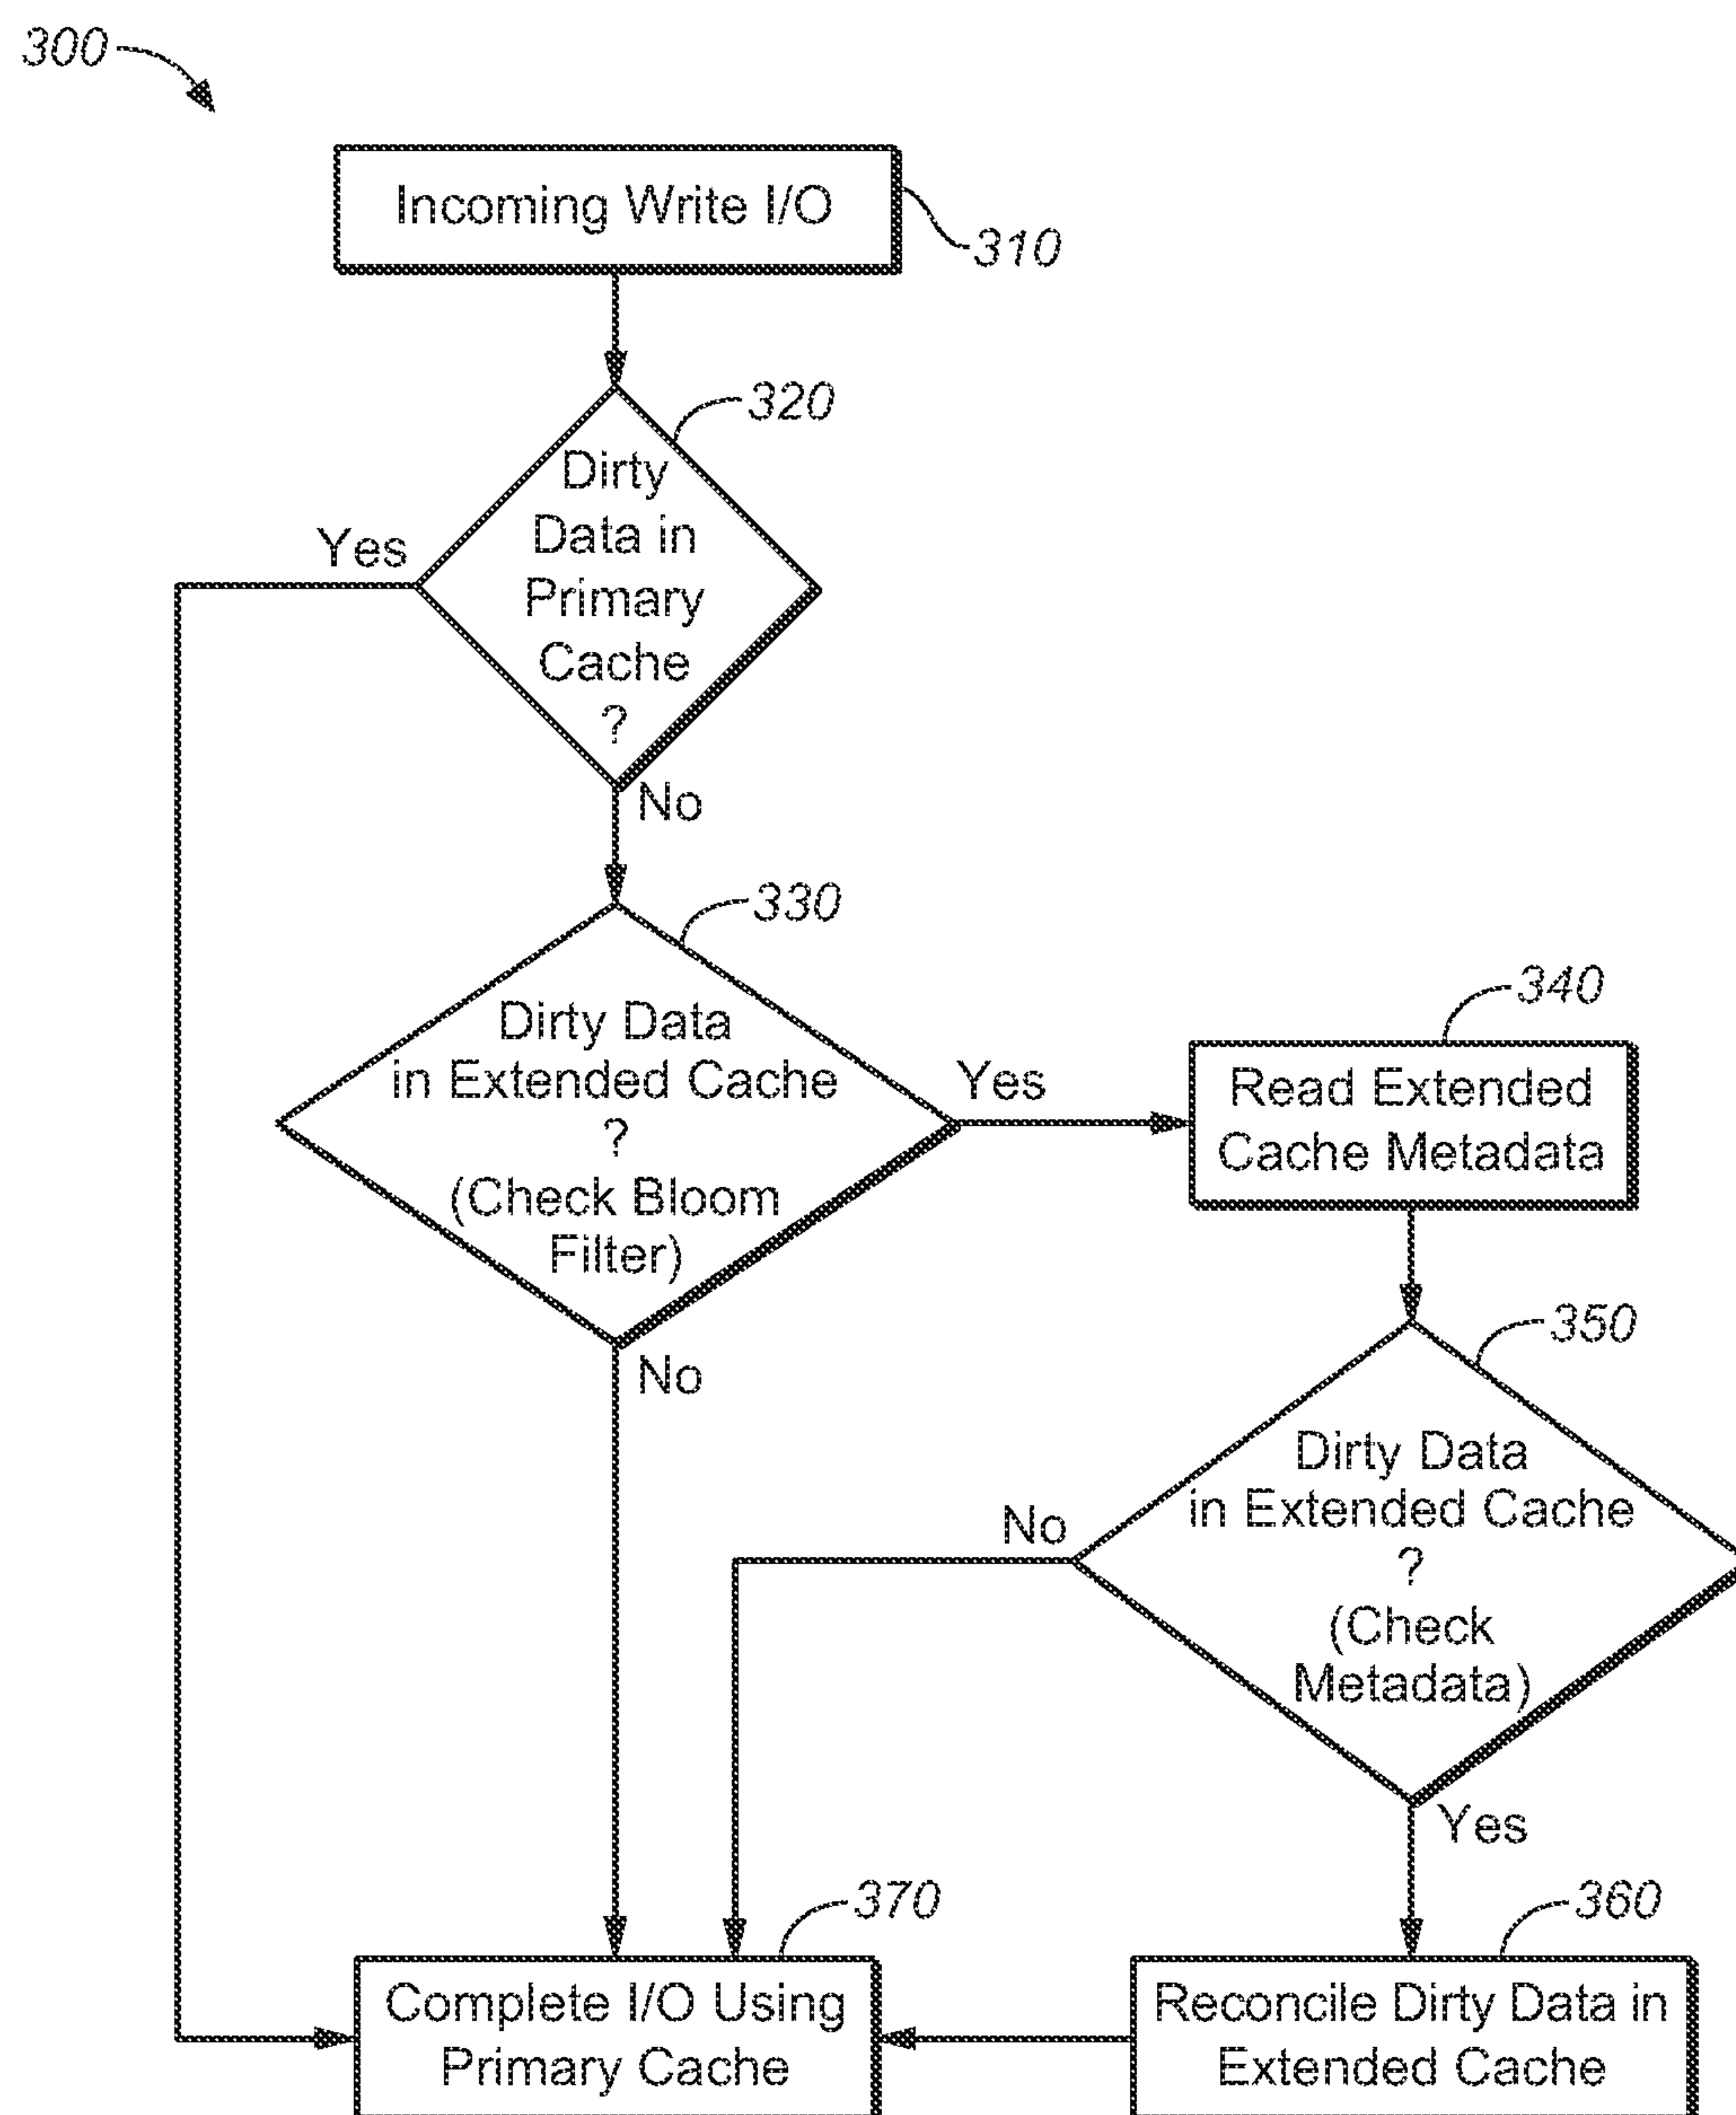 300
Incoming Write I/O
310
320
Dirty
Data in
Primary
Cache
?
Yes
No
330
Dirty Data
in Extended Cache
?
(Check Bloom
Filter)
Yes
No
340
Read Extended
Cache Metadata
350
Dirty Data
in Extended Cache
?
(Check
Metadata)
No
Yes
370
Complete I/O Using
Primary Cache
360
Reconcile Dirty Data in
Extended Cache